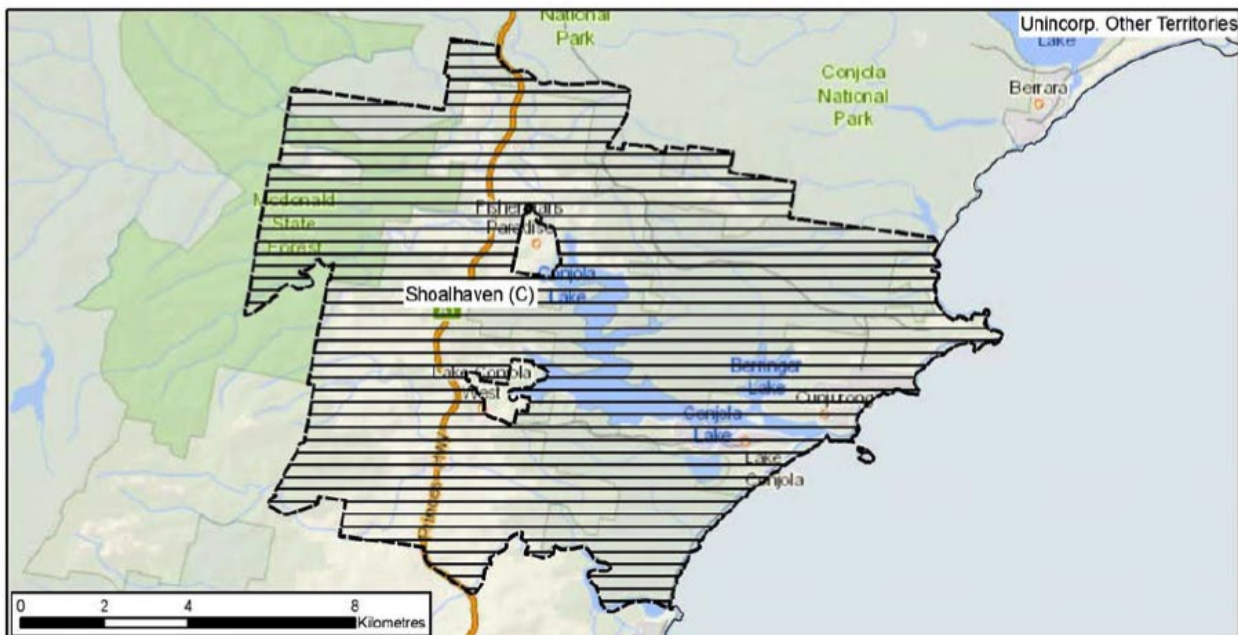 National
Park
Unincorp. Other Territories
Lake
Conjola
National
Park
Berrara
Mcdonald
State
Forest
Fishermans
Paradise
Conjola
Lake
Shoalhaven (C)
Lake Conjola
West
Berringer
Lake
Cunjurong
Conjola
Lake
Lake
Conjola
Princes Hwy
0 2 4 8
Kilometres